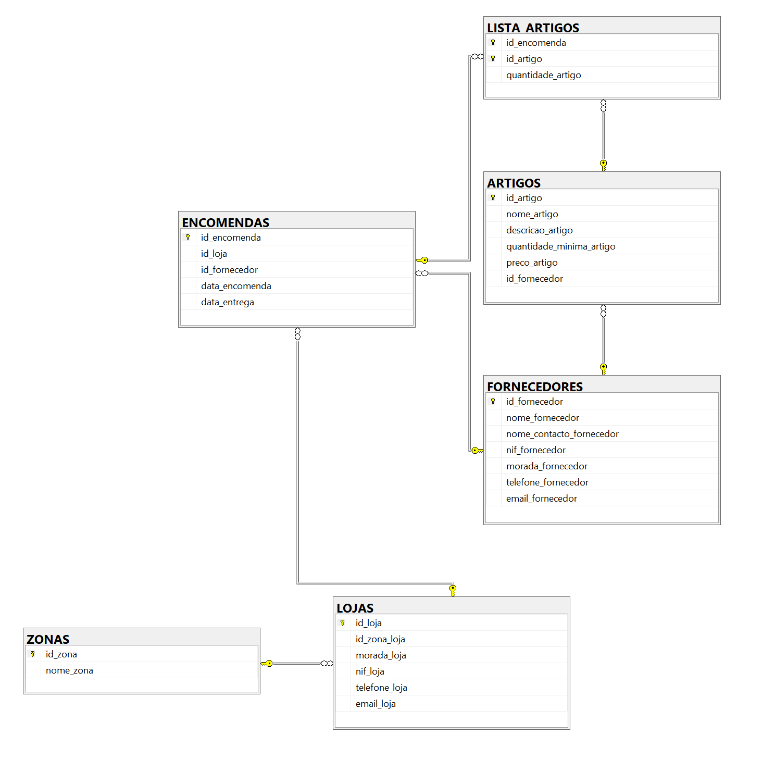 LISTA_ARTIGOS
id_encomenda
id_artigo
quantidade_artigo
ARTIGOS
id_artigo
nome_artigo
descricao_artigo
quantidade_minima_artigo
preco_artigo
id_fornecedor
ENCOMENDAS
id_encomenda
id_loja
id_fornecedor
data_encomenda
data_entrega
FORNECEDORES
id_fornecedor
nome_fornecedor
nome_contacto_fornecedor
nif_fornecedor
morada_fornecedor
telefone_fornecedor
email_fornecedor
LOJAS
id_loja
id_zona_loja
morada_loja
nif_loja
telefone_loja
email_loja
ZONAS
id_zona
nome_zona